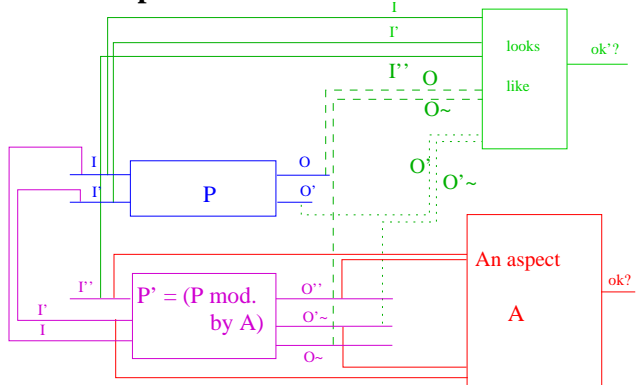 I
I'
looks
like
ok'?
I''
O
O~
I
O
O'
I'
P
O'
O'~
An aspect
A
ok?
I''
P' = (P mod.
by A)
O''
I'
O'~
I
O~